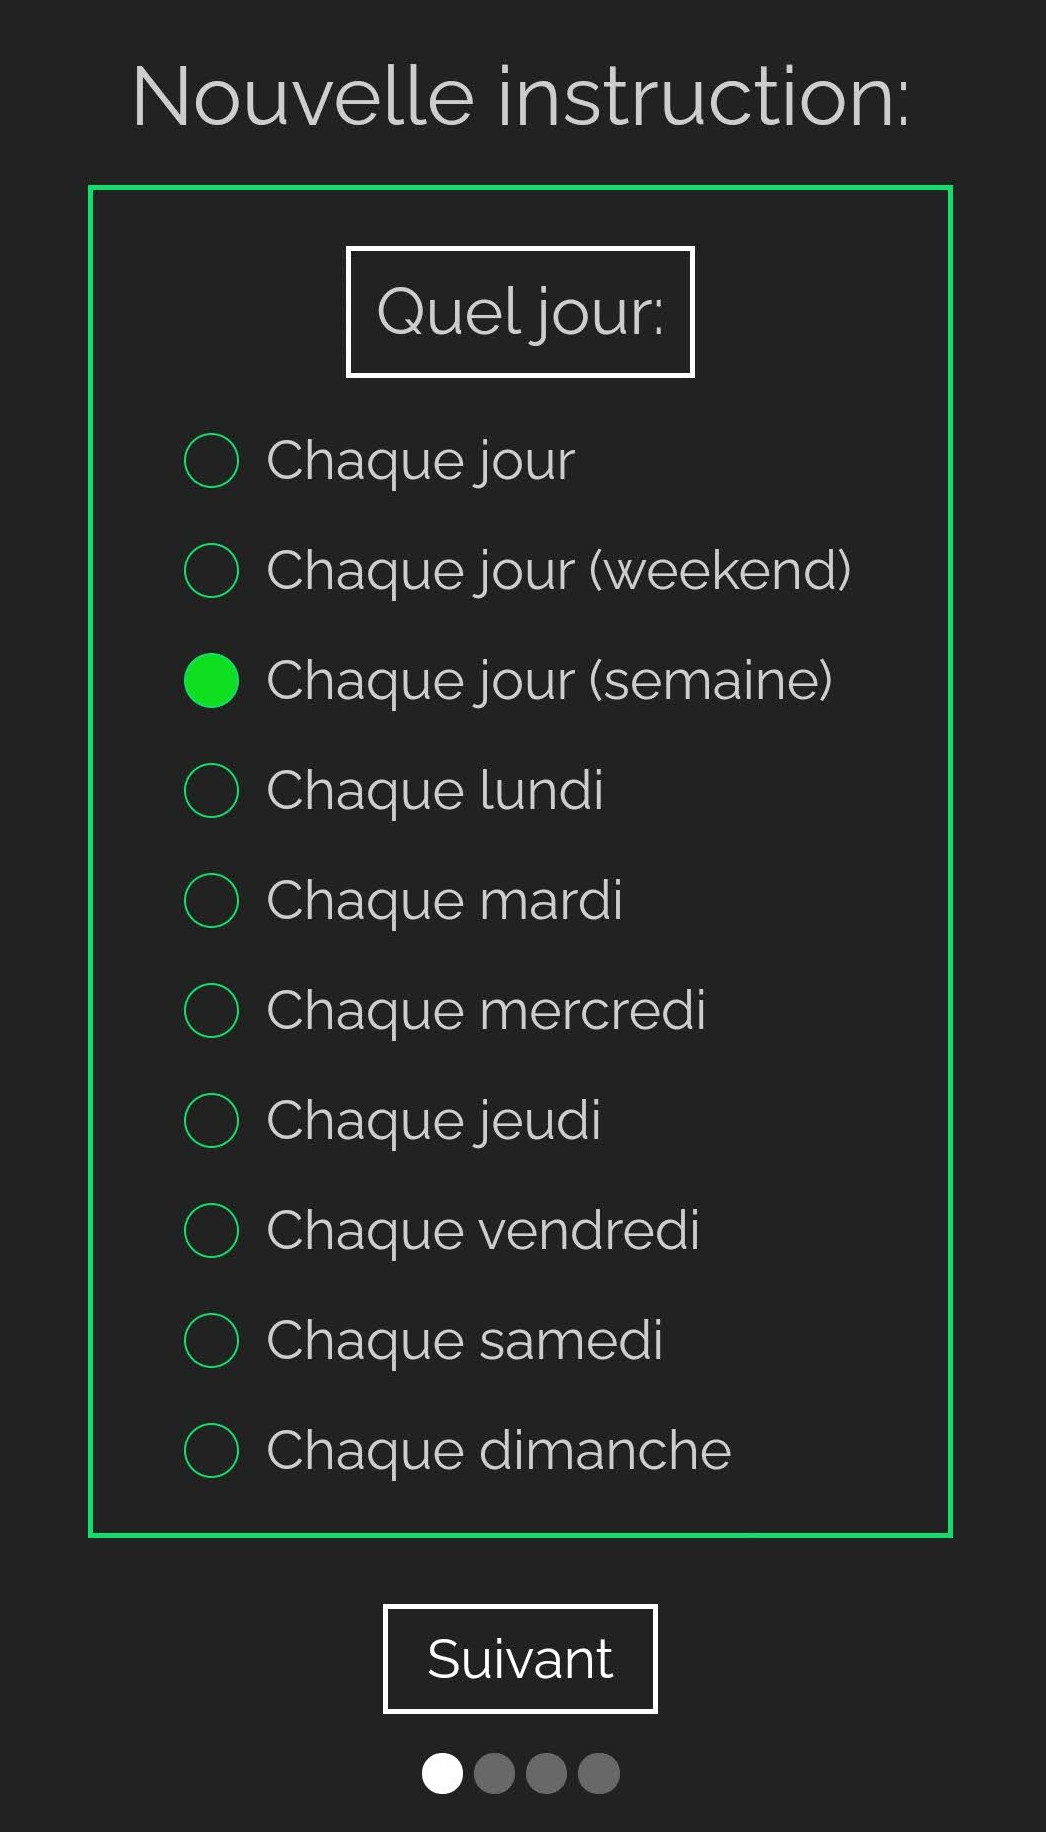 Nouvelle instruction:
Quel jour:
Chaque jour
Chaque jour (weekend)
Chaque jour (semaine)
Chaque lundi
Chaque mardi
Chaque mercredi
Chaque jeudi
Chaque vendredi
Chaque samedi
Chaque dimanche
Suivant